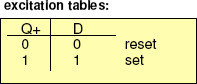 excitation tables:
Q+ D
0 0 reset
1 1 set